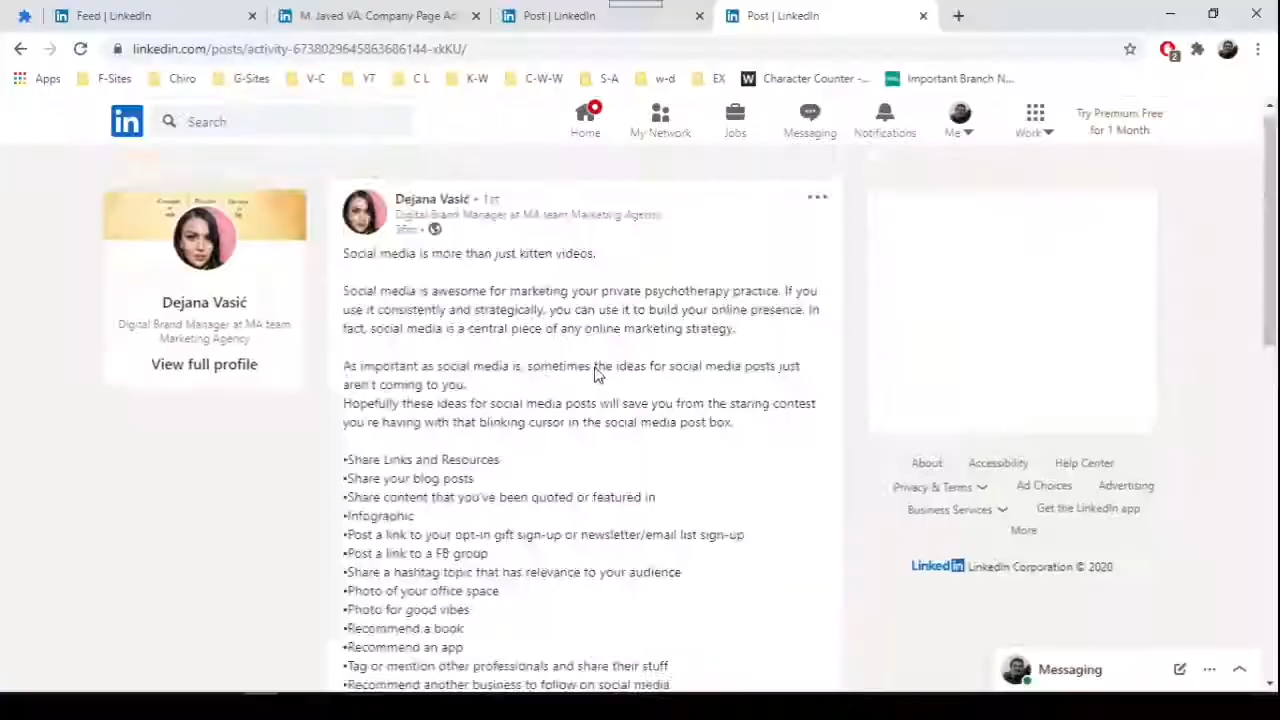 Feed | LinkedIn
M. Javed VA: Company Page Ad
Post | LinkedIn
Post | LinkedIn
linkedin.com/posts/activity-6738029645863686144-xkKU/
2
Apps
F-Sites
Chiro
G-Sites
V-C
YT
C L
K-W
C-W-W
S-A
w-d
EX
W
Character Counter -...
Important Branch N...
in
Search
Home
My Network
Jobs
Messaging
Notifications
Me
Work
Try Premium Free
for 1 Month
Dejana Vasić
Digital Brand Manager at MA team
Marketing Agency
View full profile
Dejana Vasić • 1st
Digital Brand Manager at MA team Marketing Agency
Social media is more than just kitten videos.
Social media is awesome for marketing your private psychotherapy practice. If you
use it consistently and strategically, you can use it to build your online presence. In
fact, social media is a central piece of any online marketing strategy.
As important as social media is, sometimes the ideas for social media posts just
aren't coming to you.
Hopefully these ideas for social media posts will save you from the staring contest
you're having with that blinking cursor in the social media post box.
•Share Links and Resources
•Share your blog posts
•Share content that you've been quoted or featured in
•Infographic
•Post a link to your opt-in gift sign-up or newsletter/email list sign-up
•Post a link to a FB group
•Share a hashtag topic that has relevance to your audience
•Photo of your office space
•Photo for good vibes
•Recommend a book
•Recommend an app
•Tag or mention other professionals and share their stuff
•Recommend another business to follow on social media
About
Accessibility
Help Center
Privacy & Terms
Ad Choices
Advertising
Business Services
Get the LinkedIn app
More
LinkedIn LinkedIn Corporation © 2020
Messaging